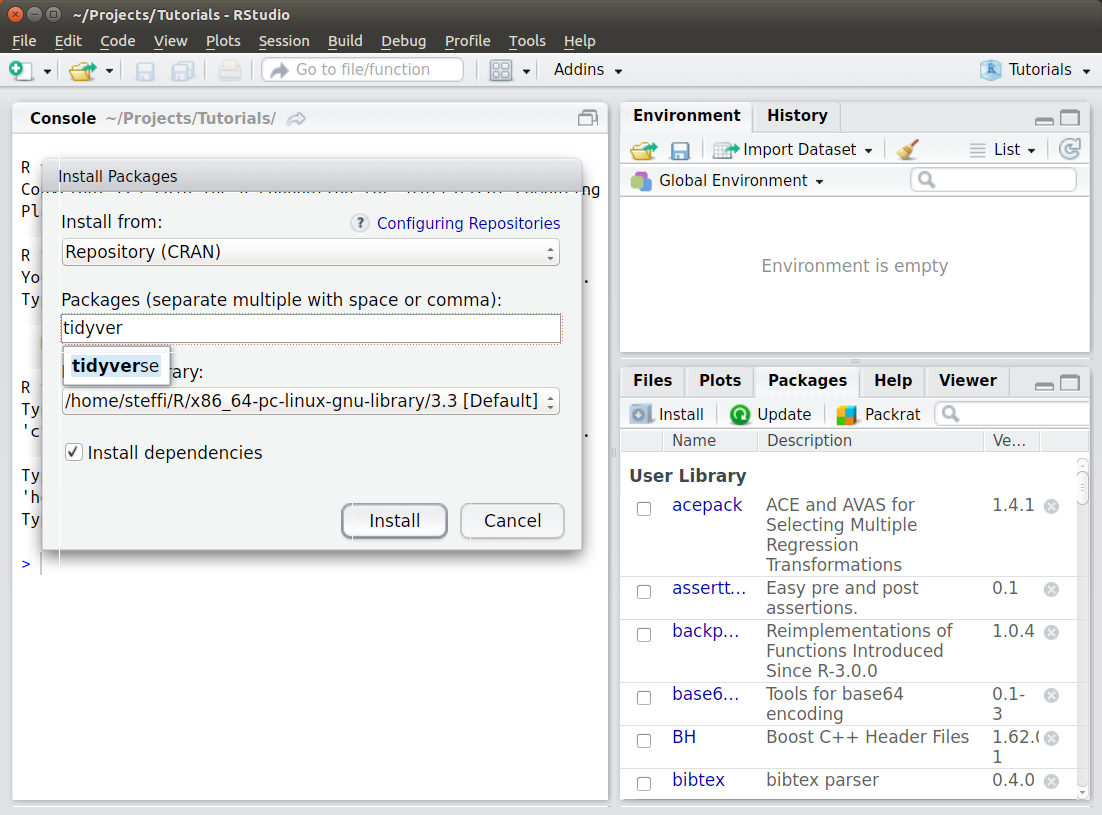 ~/Projects/Tutorials - RStudio
File Edit Code View Plots Session Build Debug Profile Tools Help
Go to file/function Addins Tutorials
Console ~/Projects/Tutorials/
R
Pl
R
Yo
Ty
R
Ty
'c
Ty
'he
Ty
>
Install Packages
Install from: ? Configuring Repositories
Repository (CRAN)
Packages (separate multiple with space or comma):
tidyver
tidyverse
rary:
/home/steffi/R/x86_64-pc-linux-gnu-library/3.3 [Default]
Install dependencies
Install Cancel
Environment History
Import Dataset List
Global Environment
Environment is empty
Files Plots Packages Help Viewer
Install Update Packrat
Name Description Ve...
User Library
acepack ACE and AVAS for 1.4.1
Selecting Multiple
Regression
Transformations
assertt... Easy pre and post 0.1
assertions.
backp... Reimplementations of 1.0.4
Functions Introduced
Since R-3.0.0
base6... Tools for base64 0.1-
encoding 3
BH Boost C++ Header Files 1.62.0
1
bibtex bibtex parser 0.4.0